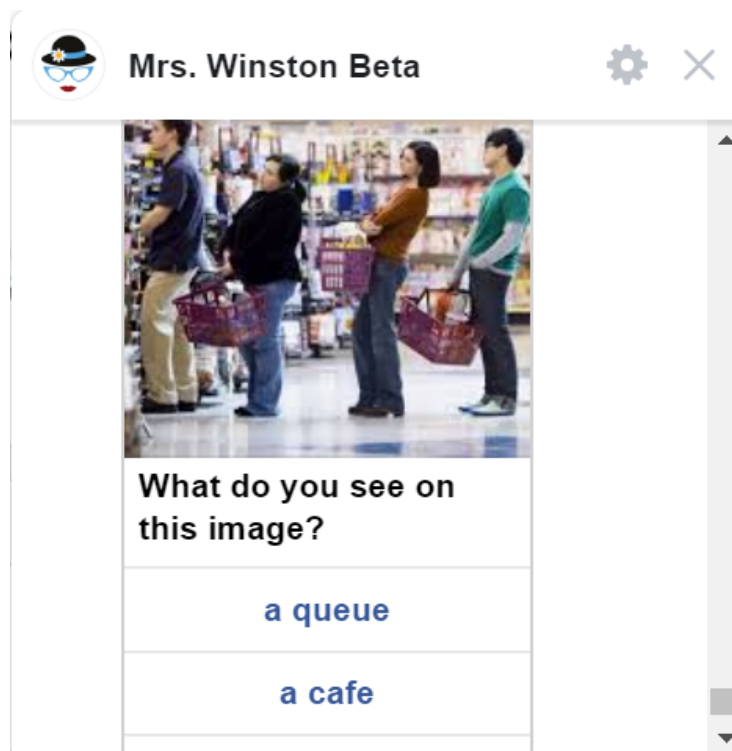 Mrs. Winston Beta
What do you see on
this image?
a queue
a cafe